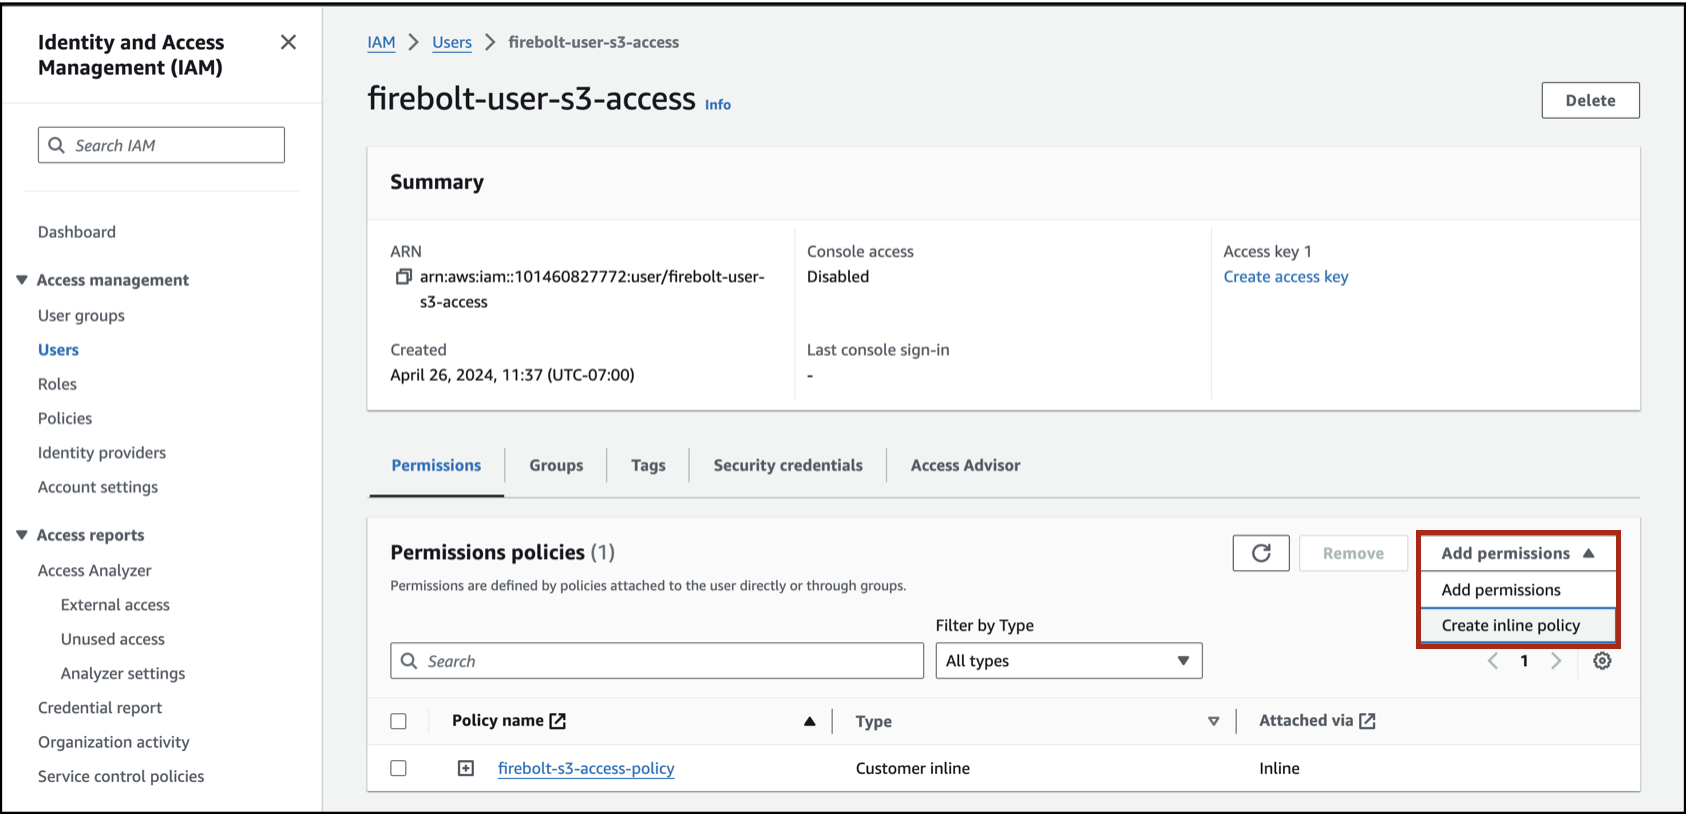 Identity and Access
Management (IAM)
Search IAM
Dashboard
Access management
User groups
Users
Roles
Policies
Identity providers
Account settings
Access reports
Access Analyzer
External access
Unused access
Analyzer settings
Credential report
Organization activity
Service control policies
IAM > Users > firebolt-user-s3-access
firebolt-user-s3-access Info
Delete
Summary
ARN
arn:aws:iam::101460827772:user/firebolt-user-
s3-access
Created
April 26, 2024, 11:37 (UTC-07:00)
Console access
Disabled
Last console sign-in
-
Access key 1
Create access key
Permissions Groups Tags Security credentials Access Advisor
Permissions policies (1)
Permissions are defined by policies attached to the user directly or through groups.
Remove
Add permissions
Add permissions
Create inline policy
Search
Filter by Type
All types
1
Policy name Type Attached via
firebolt-s3-access-policy Customer inline Inline